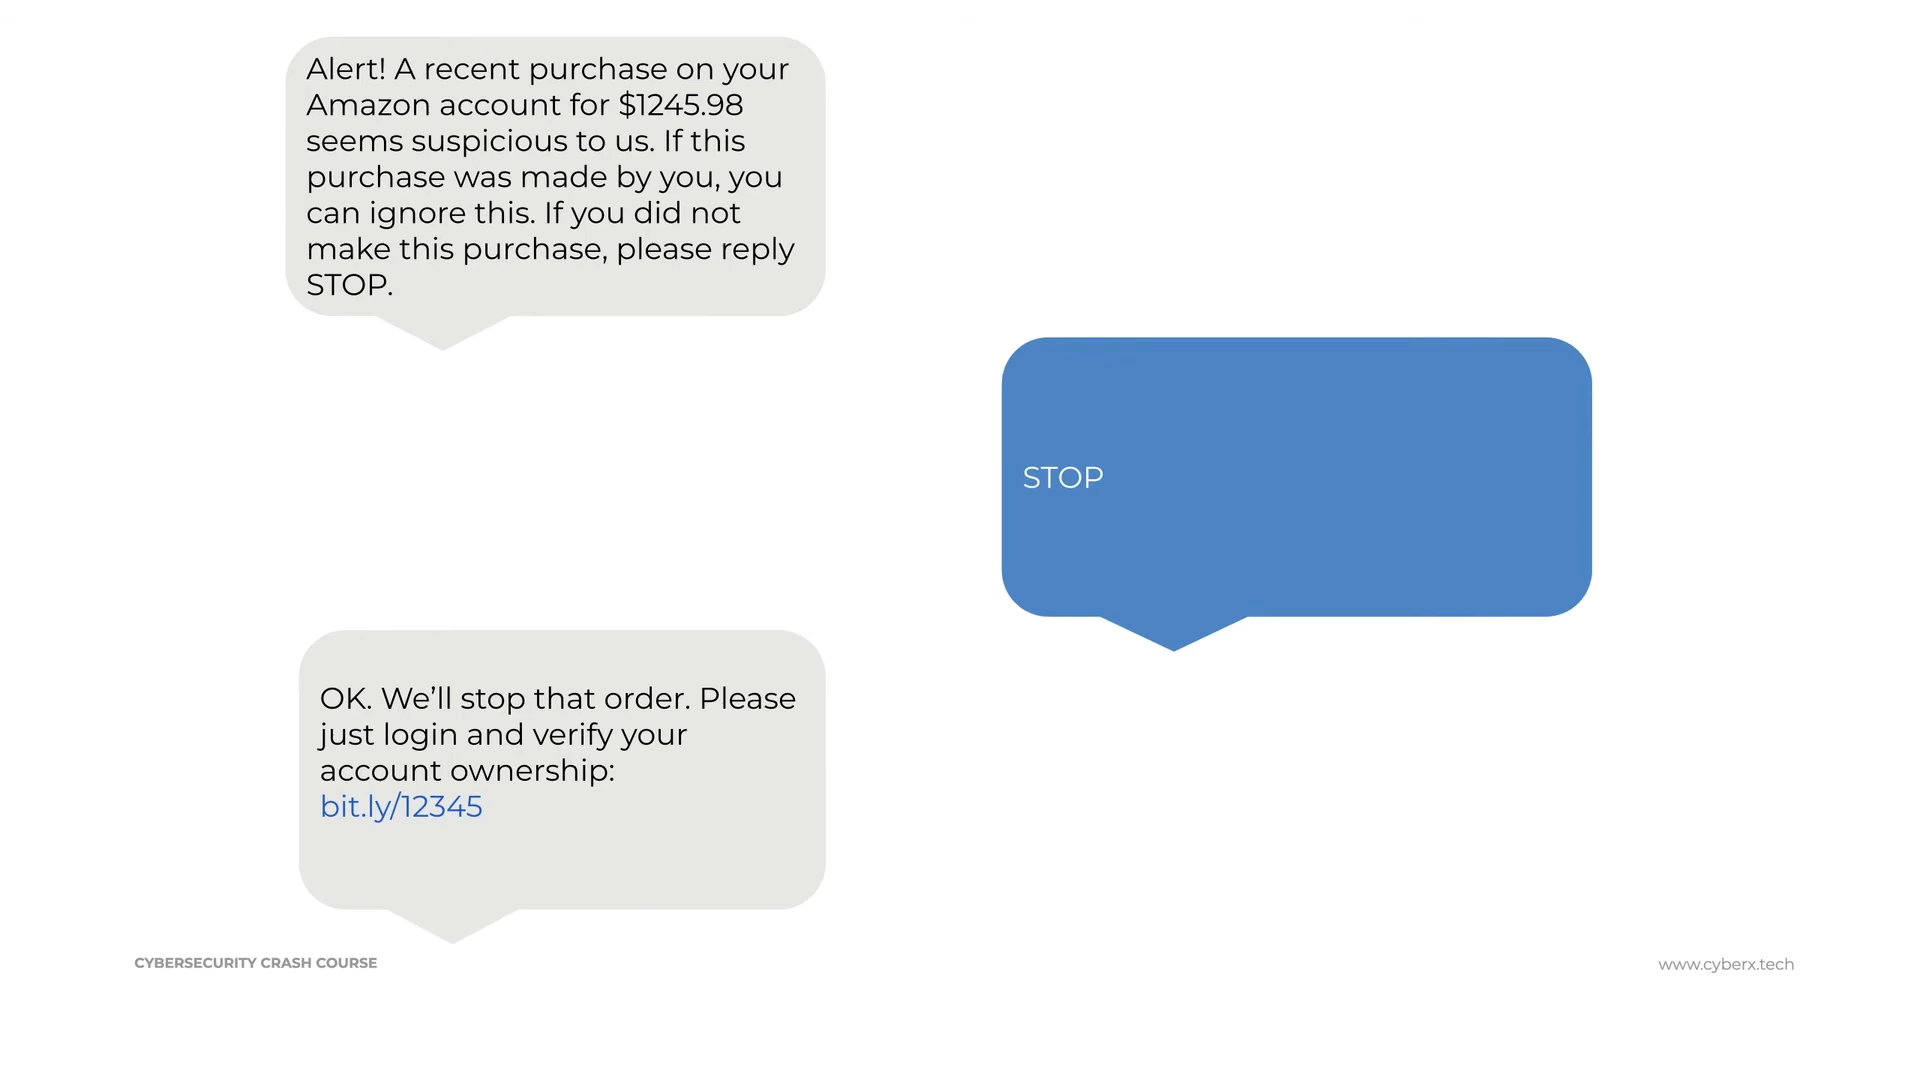 Alert! A recent purchase on your
Amazon account for $1245.98
seems suspicious to us. If this
purchase was made by you, you
can ignore this. If you did not
make this purchase, please reply
STOP.
STOP
OK. We’ll stop that order. Please
just login and verify your
account ownership:
bit.ly/12345
CYBERSECURITY CRASH COURSE
www.cyberx.tech